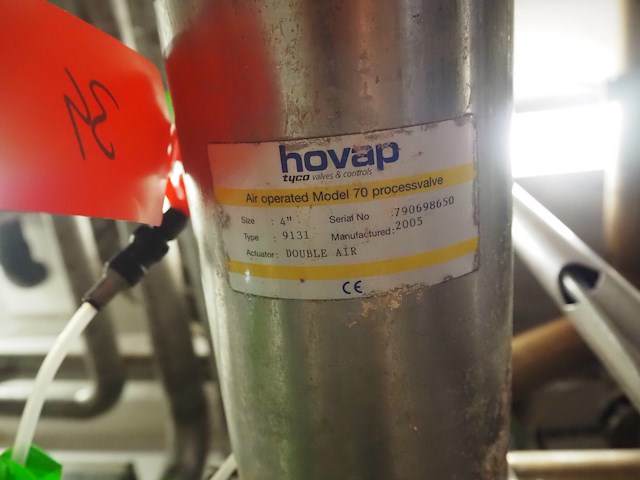 hovap
tyco valves & controls
Air operated Model 70 processvalve
Size : 4" Serial No :790698650
Type : 9131 Manufactured:2005
Actuator: DOUBLE AIR
CE